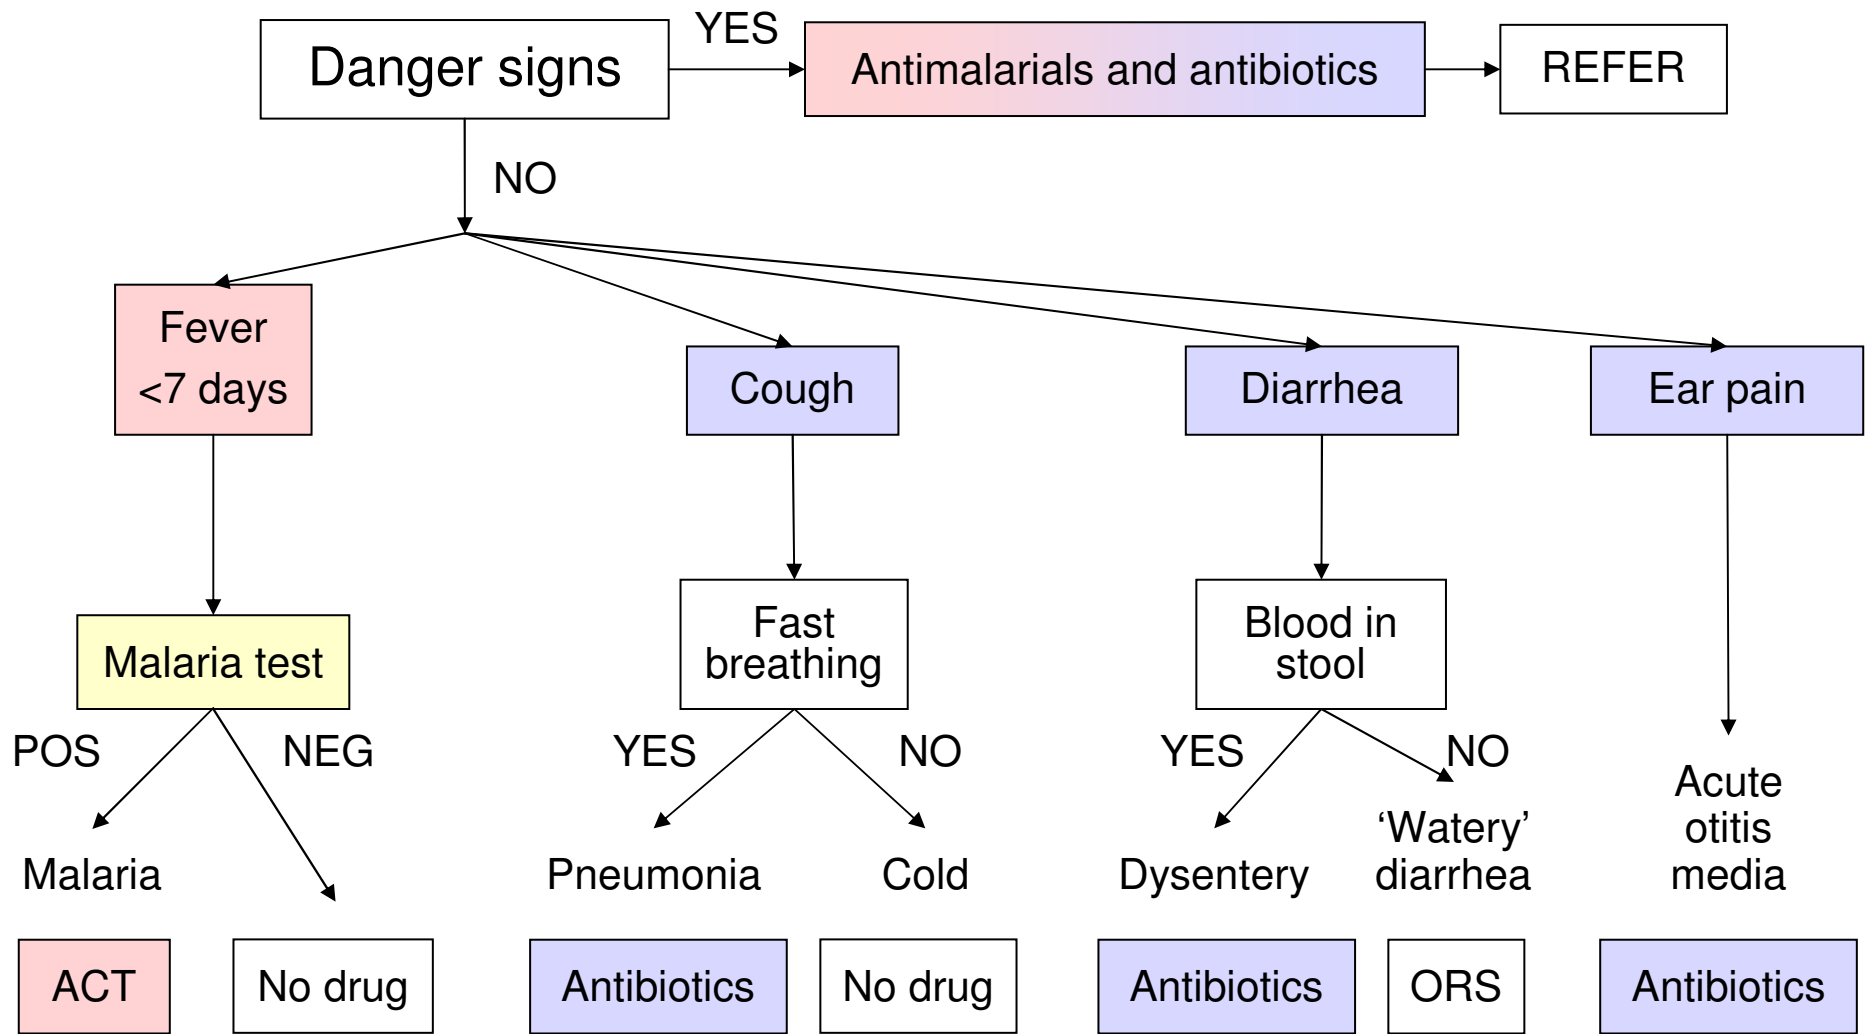 Danger signs
YES
Antimalarials and antibiotics
REFER
NO
Fever
<7 days
Cough
Diarrhea
Ear pain
Malaria test
Fast
breathing
Blood in
stool
POS
NEG
YES
NO
YES
NO
Malaria
Pneumonia
Cold
Dysentery
‘Watery’
diarrhea
Acute
otitis
media
ACT
No drug
Antibiotics
No drug
Antibiotics
ORS
Antibiotics